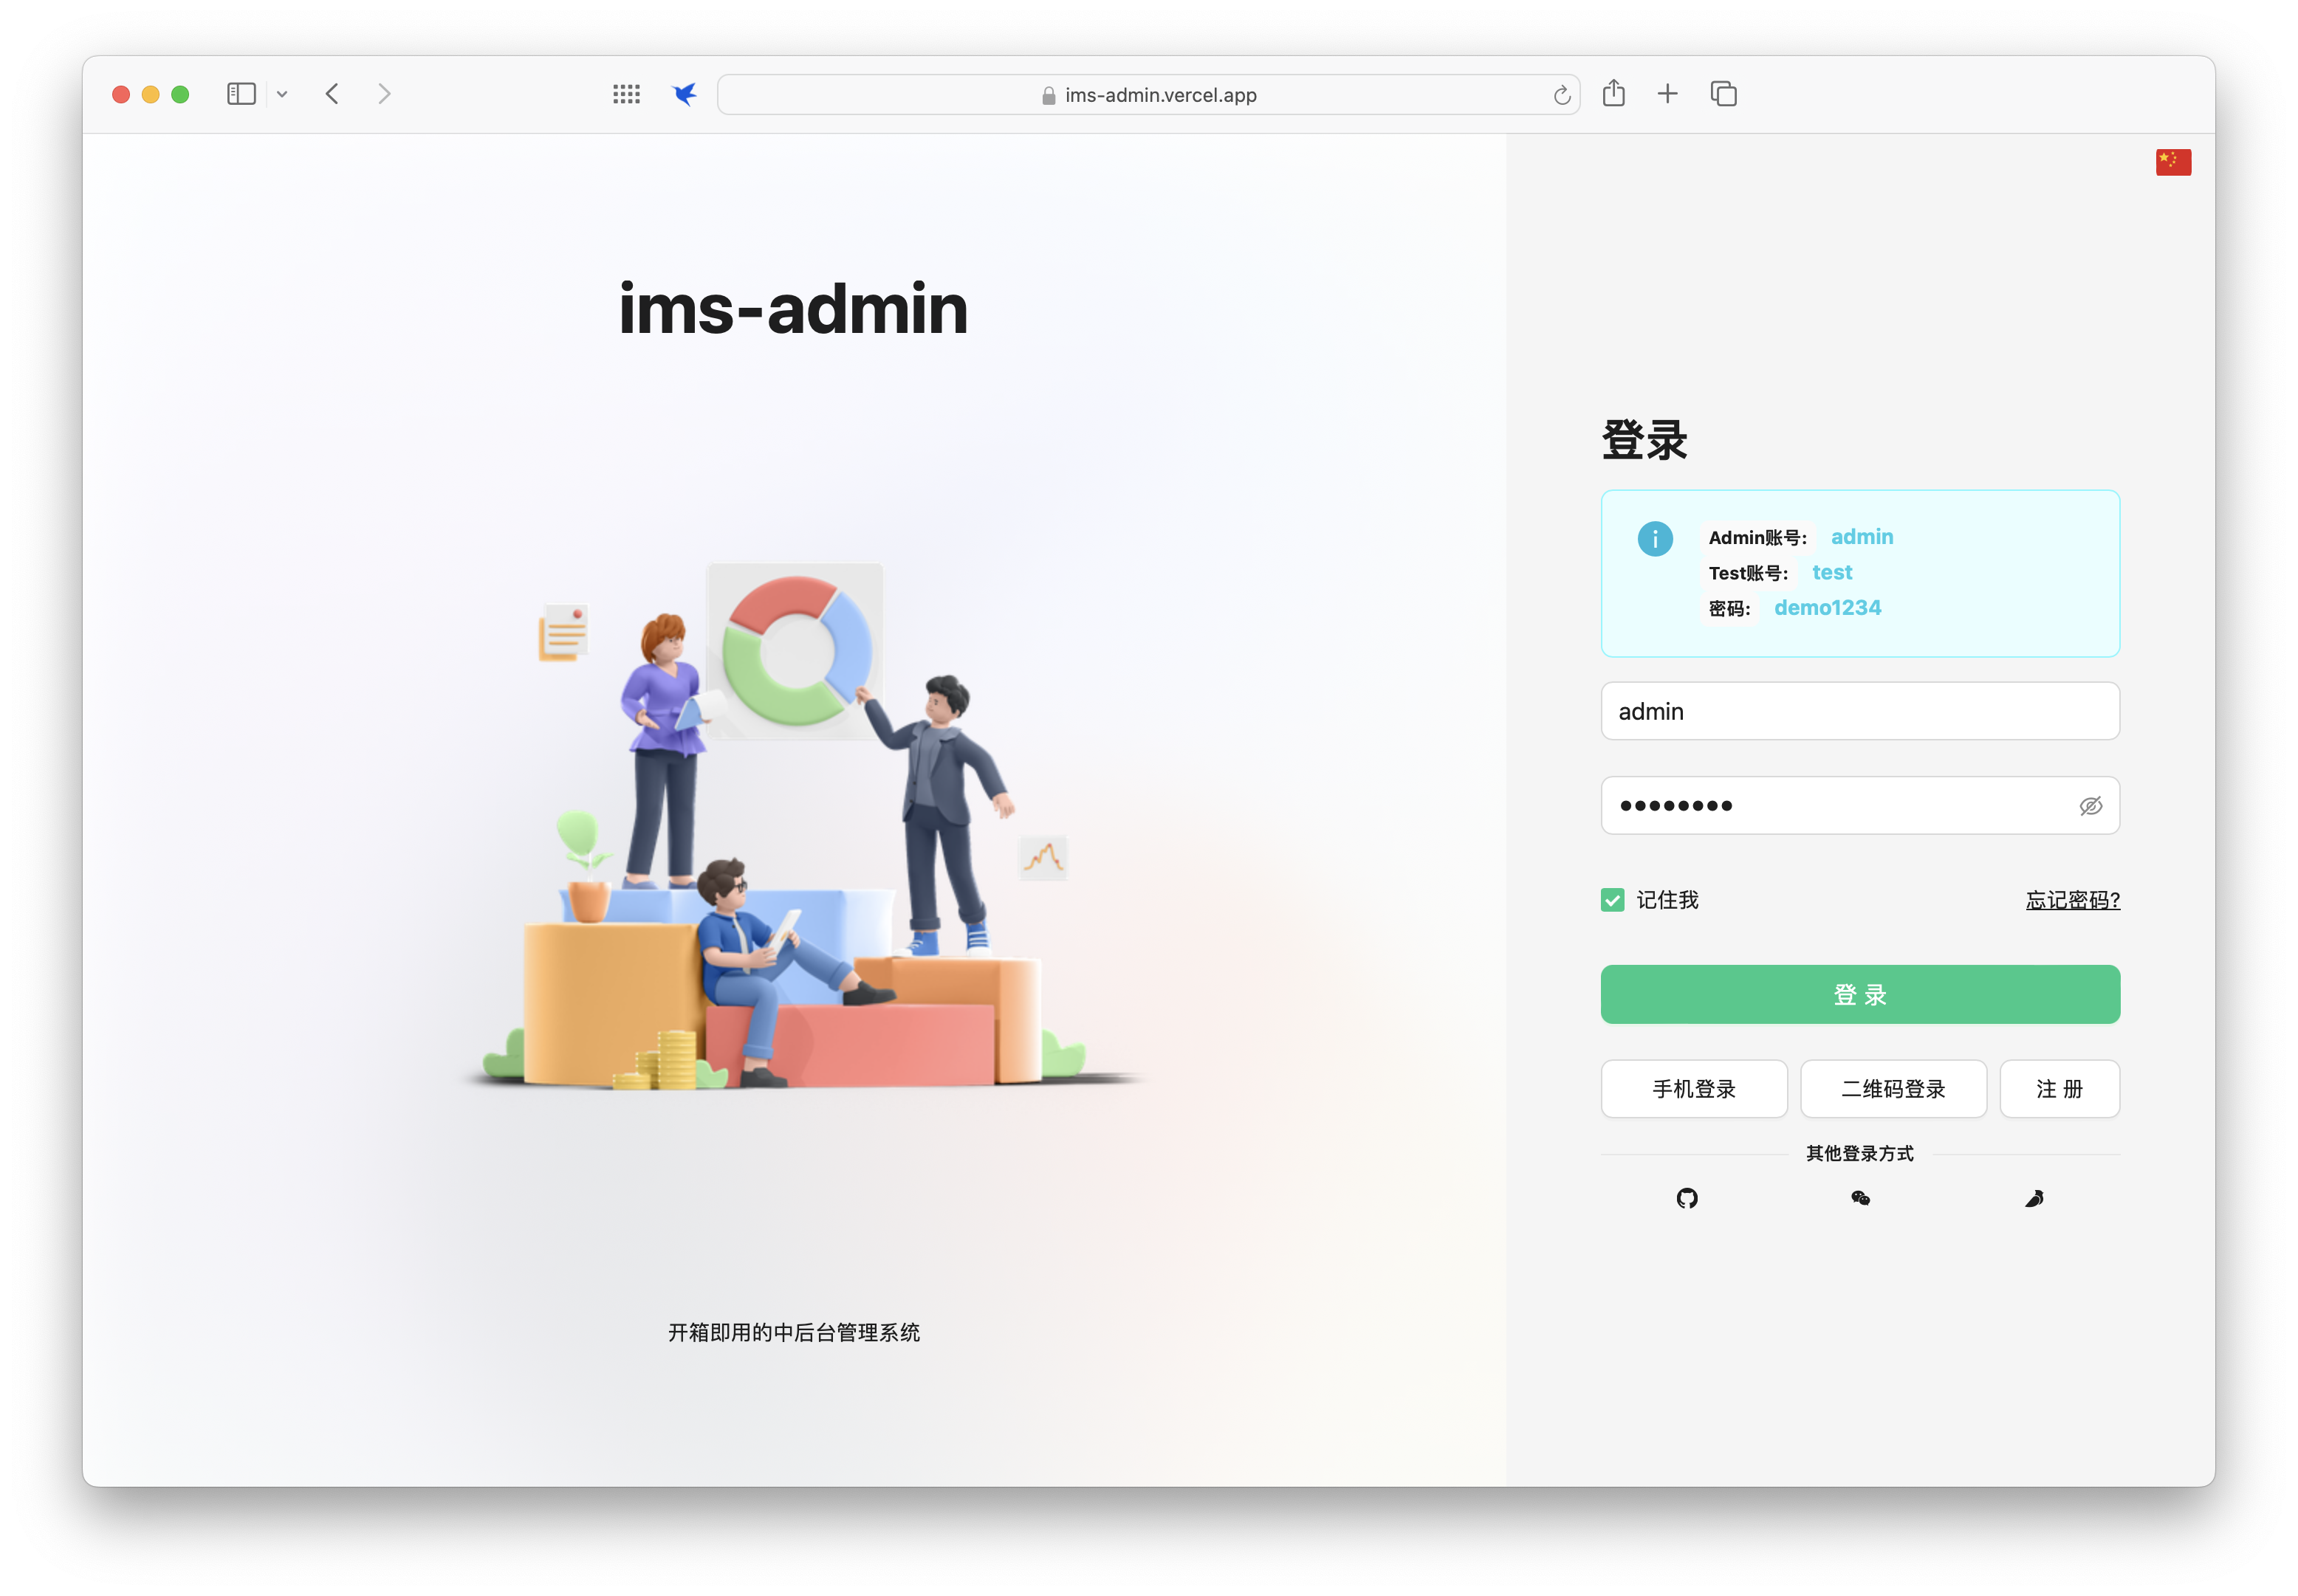 ims-admin.vercel.app
ims-admin
登录
Admin账号: admin
Test账号: test
密码: demo1234
admin
记住我
忘记密码?
登 录
手机登录
二维码登录
注 册
其他登录方式
开箱即用的中后台管理系统